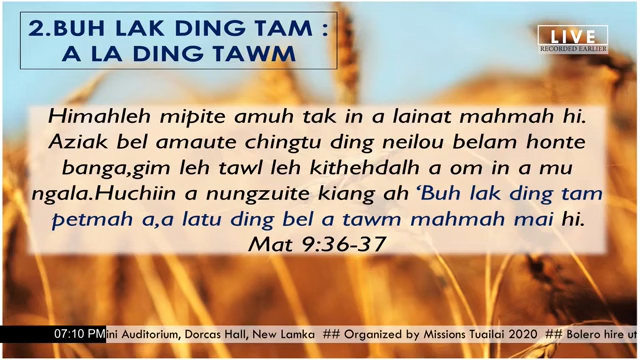 2.BUH LAK DING TAM :
A LA DING TAWM
LIVE
RECORDED EARLIER
Himahleh mipite amuh tak in a lainat mahmah hi.
Aziak bel amaute chingtu ding neilou belam honte
banga,gim leh tawl leh kithehdalh a om in a mu
ngala.Huchiin a nungzuite kiang ah ‘Buh lak ding tam
petmah a,a latu ding bel a tawm mahmah mai hi.
Mat 9:36-37
07:10 PM ini Auditorium, Dorcas Hall, New Lamka ## Organized by Missions Tuailai 2020 ## Bolero hire ut